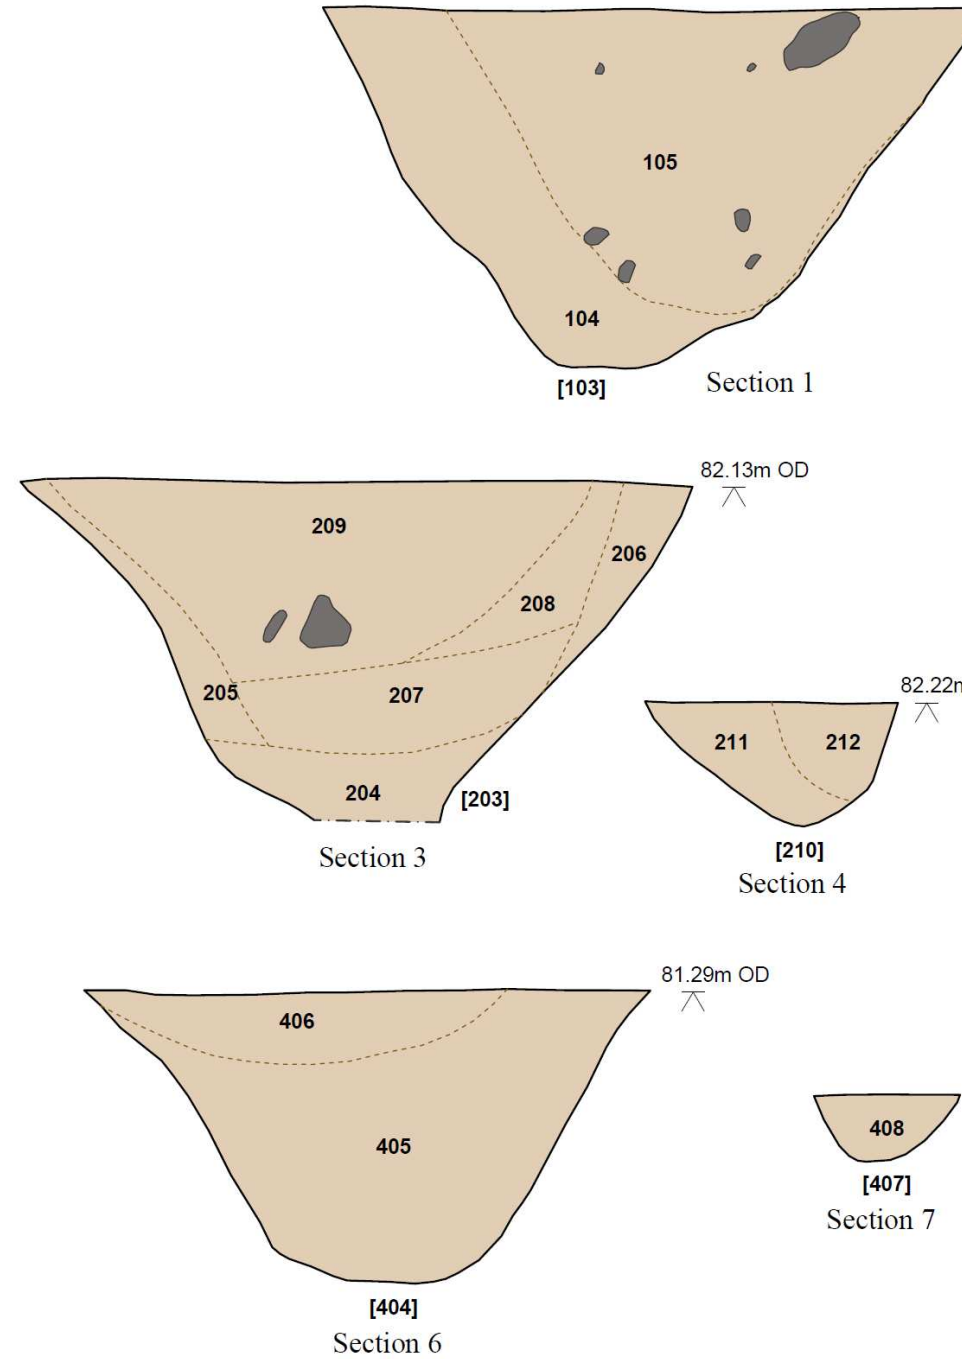 105
104
[103]
Section 1
82.13m OD
209
206
208
205
207
204
[203]
Section 3
82.22m
211
212
[210]
Section 4
81.29m OD
406
405
[404]
Section 6
408
[407]
Section 7